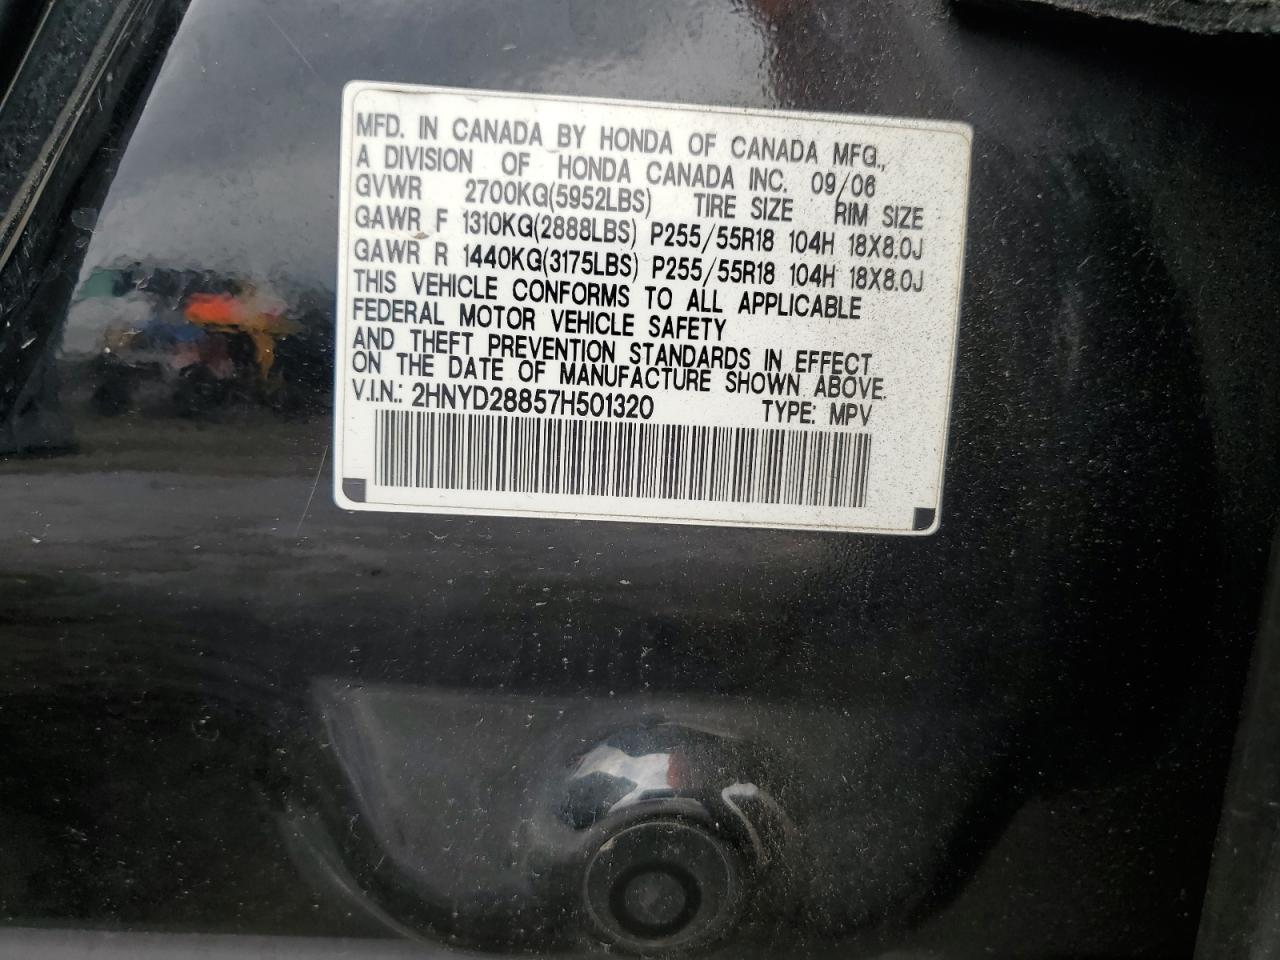 MFD. IN CANADA BY HONDA OF CANADA MFG.,
A DIVISION OF HONDA CANADA INC. 09/06
GVWR 2700KG(5952LBS) TIRE SIZE RIM SIZE
GAWR F 1310KG(2888LBS) P255/55R18 104H 18X8.0J
GAWR R 1440KG(3175LBS) P255/55R18 104H 18X8.0J
THIS VEHICLE CONFORMS TO ALL APPLICABLE
FEDERAL MOTOR VEHICLE SAFETY
AND THEFT PREVENTION STANDARDS IN EFFECT
ON THE DATE OF MANUFACTURE SHOWN ABOVE.
V.I.N.: 2HNYD28857H501320 TYPE: MPV